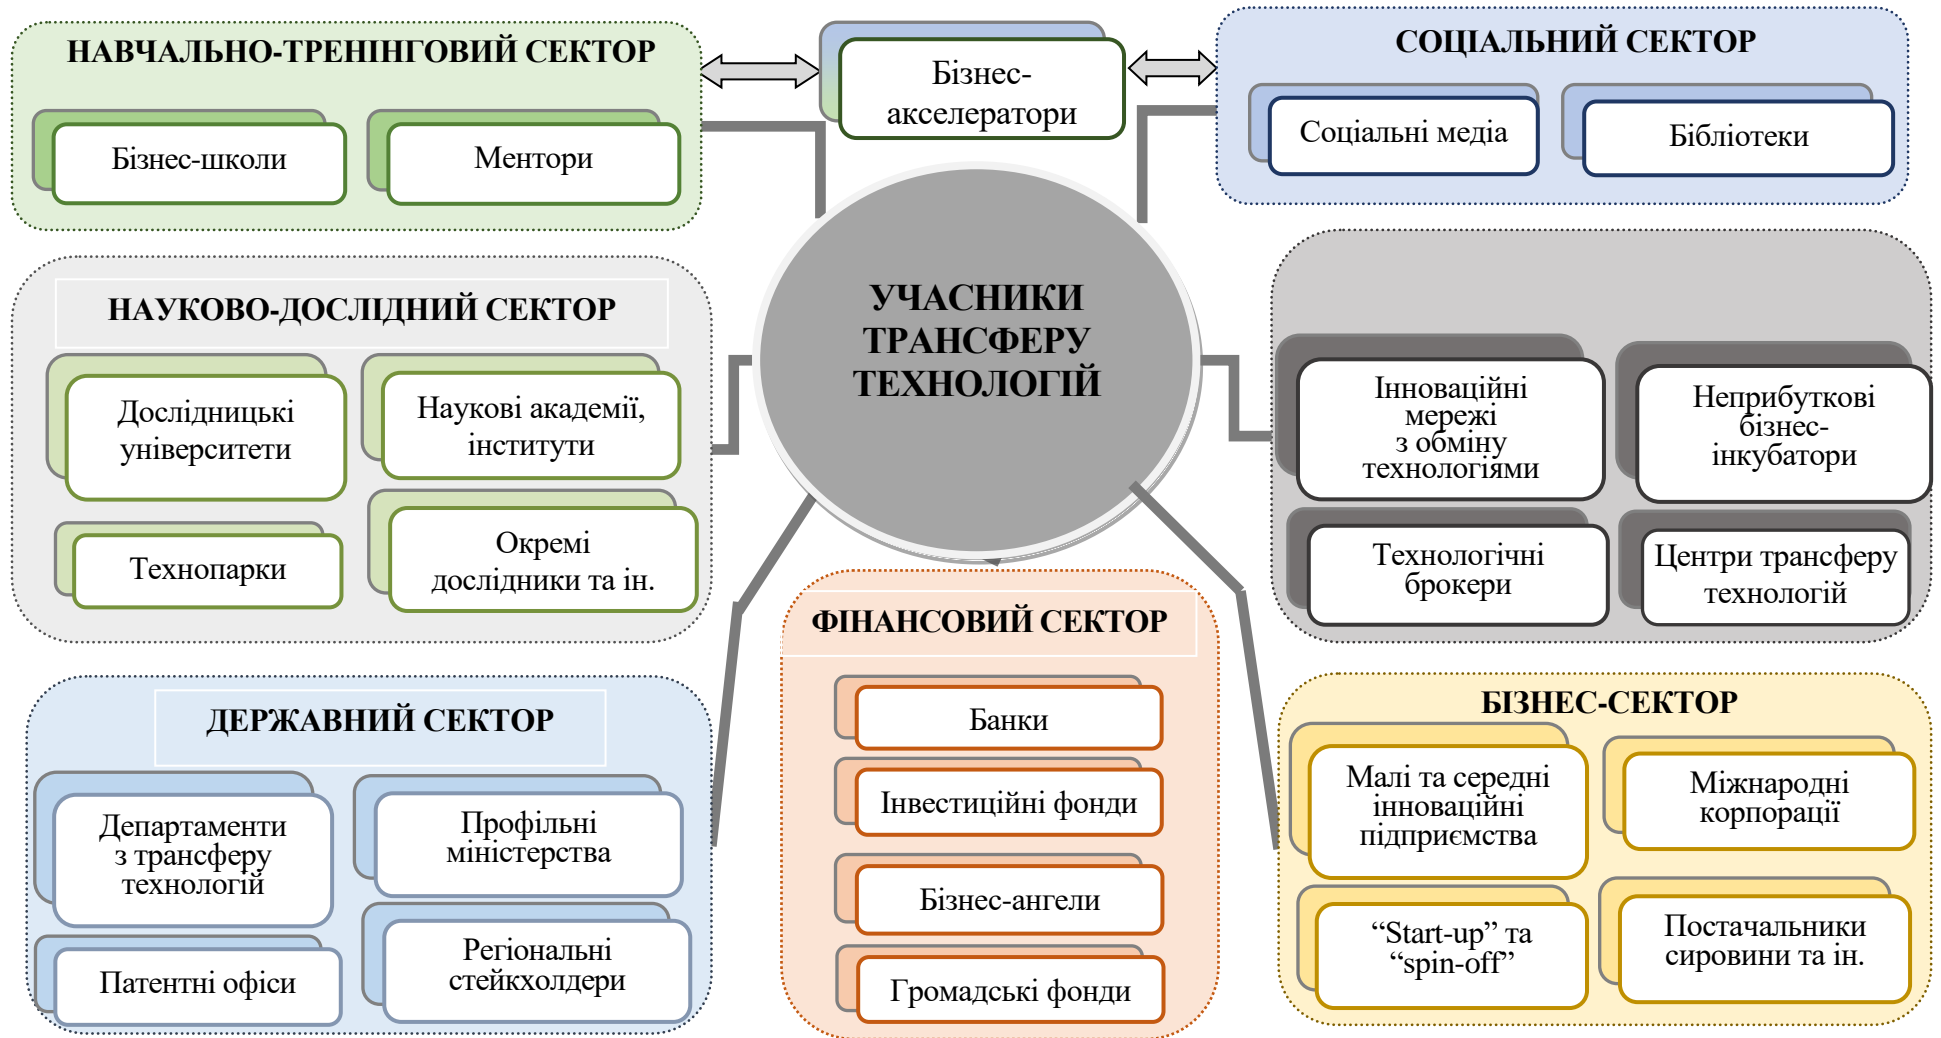 НАВЧАЛЬНО-ТРЕНІНГОВИЙ СЕКТОР
Бізнес-школи
Ментори
Бізнес-
акселератори
СОЦІАЛЬНИЙ СЕКТОР
Соціальні медіа
Бібліотеки
УЧАСНИКИ
ТРАНСФЕРУ
ТЕХНОЛОГІЙ
НАУКОВО-ДОСЛІДНИЙ СЕКТОР
Дослідницькі
університети
Наукові академії,
інститути
Технопарки
Окремі
дослідники та ін.
Інноваційні
мережі
з обміну
технологіями
Неприбуткові
бізнес-
інкубатори
Технологічні
брокери
Центри трансферу
технологій
ДЕРЖАВНИЙ СЕКТОР
Департаменти
з трансферу
технологій
Профільні
міністерства
Патентні офіси
Регіональні
стейкхолдери
ФІНАНСОВИЙ СЕКТОР
Банки
Інвестиційні фонди
Бізнес-ангели
Громадські фонди
БІЗНЕС-СЕКТОР
Малі та середні
інноваційні
підприємства
Міжнародні
корпорації
“Start-up” та
“spin-off”
Постачальники
сировини та ін.